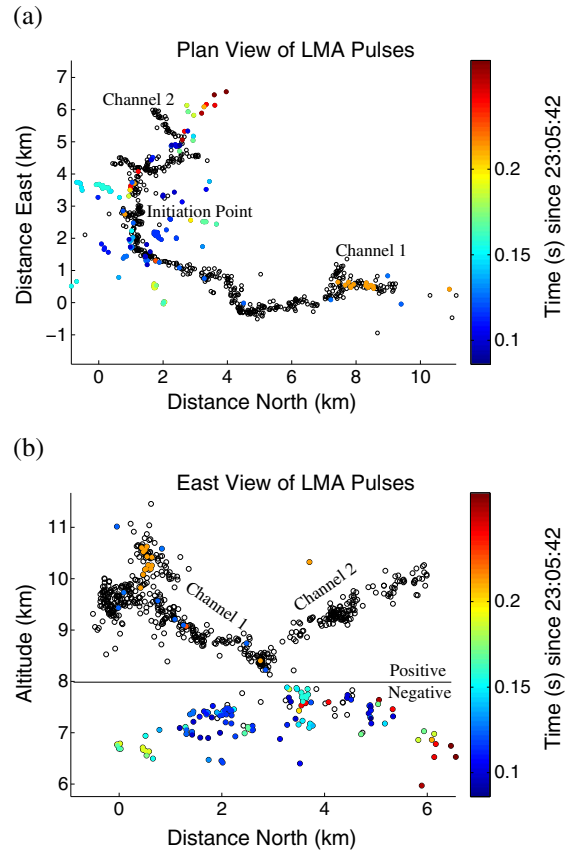 (a)
Plan View of LMA Pulses
7
6
5
4
3
2
1
0
−1
Distance East (km)
Channel 2
Initiation Point
Channel 1
0 2 4 6 8 10
Distance North (km)
0.2
0.15
0.1
Time (s) since 23:05:42
(b)
East View of LMA Pulses
11
10
9
8
7
6
Altitude (km)
Channel 1
Channel 2
Positive
Negative
0 2 4 6
Distance North (km)
0.2
0.15
0.1
Time (s) since 23:05:42